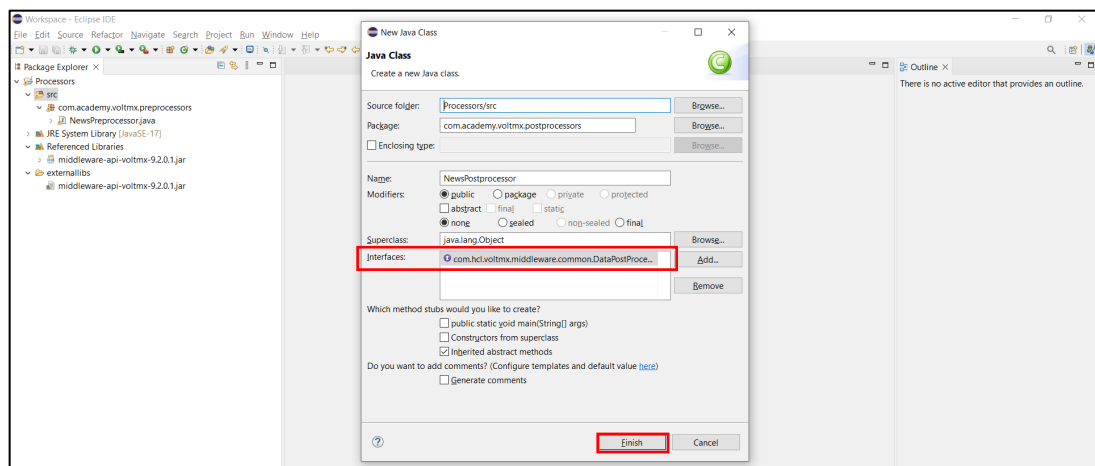 Workspace - Eclipse IDE
File Edit Source Refactor Navigate Search Project Run Window Help
Package Explorer
Processors
src
com.academy.voltmx.preprocessors
NewsPreprocessor.java
JRE System Library [JavaSE-17]
Referenced Libraries
middleware-api-voltmx-9.2.0.1.jar
externallibs
middleware-api-voltmx-9.2.0.1.jar
New Java Class
Java Class
Create a new Java class.
Source folder: Processors/src Browse...
Package: com.academy.voltmx.postprocessors Browse...
Enclosing type: Browse...
Name: NewsPostprocessor
Modifiers: public package private protected
abstract final static
none sealed non-sealed final
Superclass: java.lang.Object Browse...
Interfaces: com.hcl.voltmx.middleware.common.DataPostProce... Add...
Remove
Which method stubs would you like to create?
public static void main(String[] args)
Constructors from superclass
Inherited abstract methods
Do you want to add comments? (Configure templates and default value here)
Generate comments
Finish Cancel
Outline
There is no active editor that provides an outline.